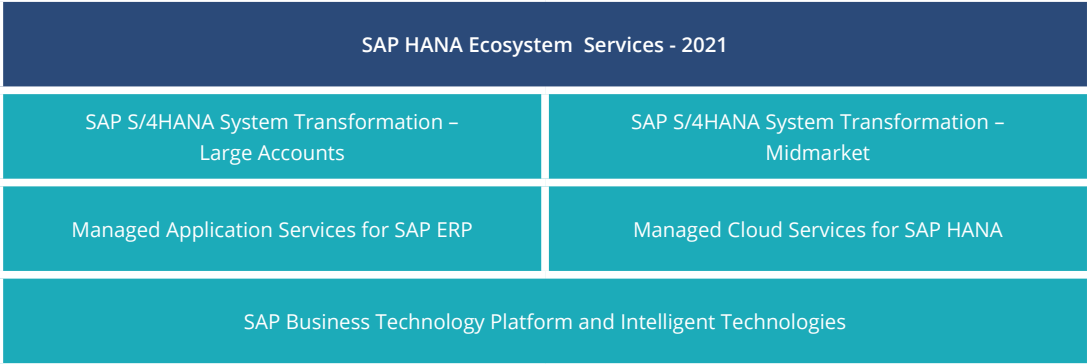 SAP HANA Ecosystem  Services - 2021
SAP S/4HANA System Transformation –
Large Accounts
SAP S/4HANA System Transformation –
Midmarket
Managed Application Services for SAP ERP
Managed Cloud Services for SAP HANA
SAP Business Technology Platform and Intelligent Technologies